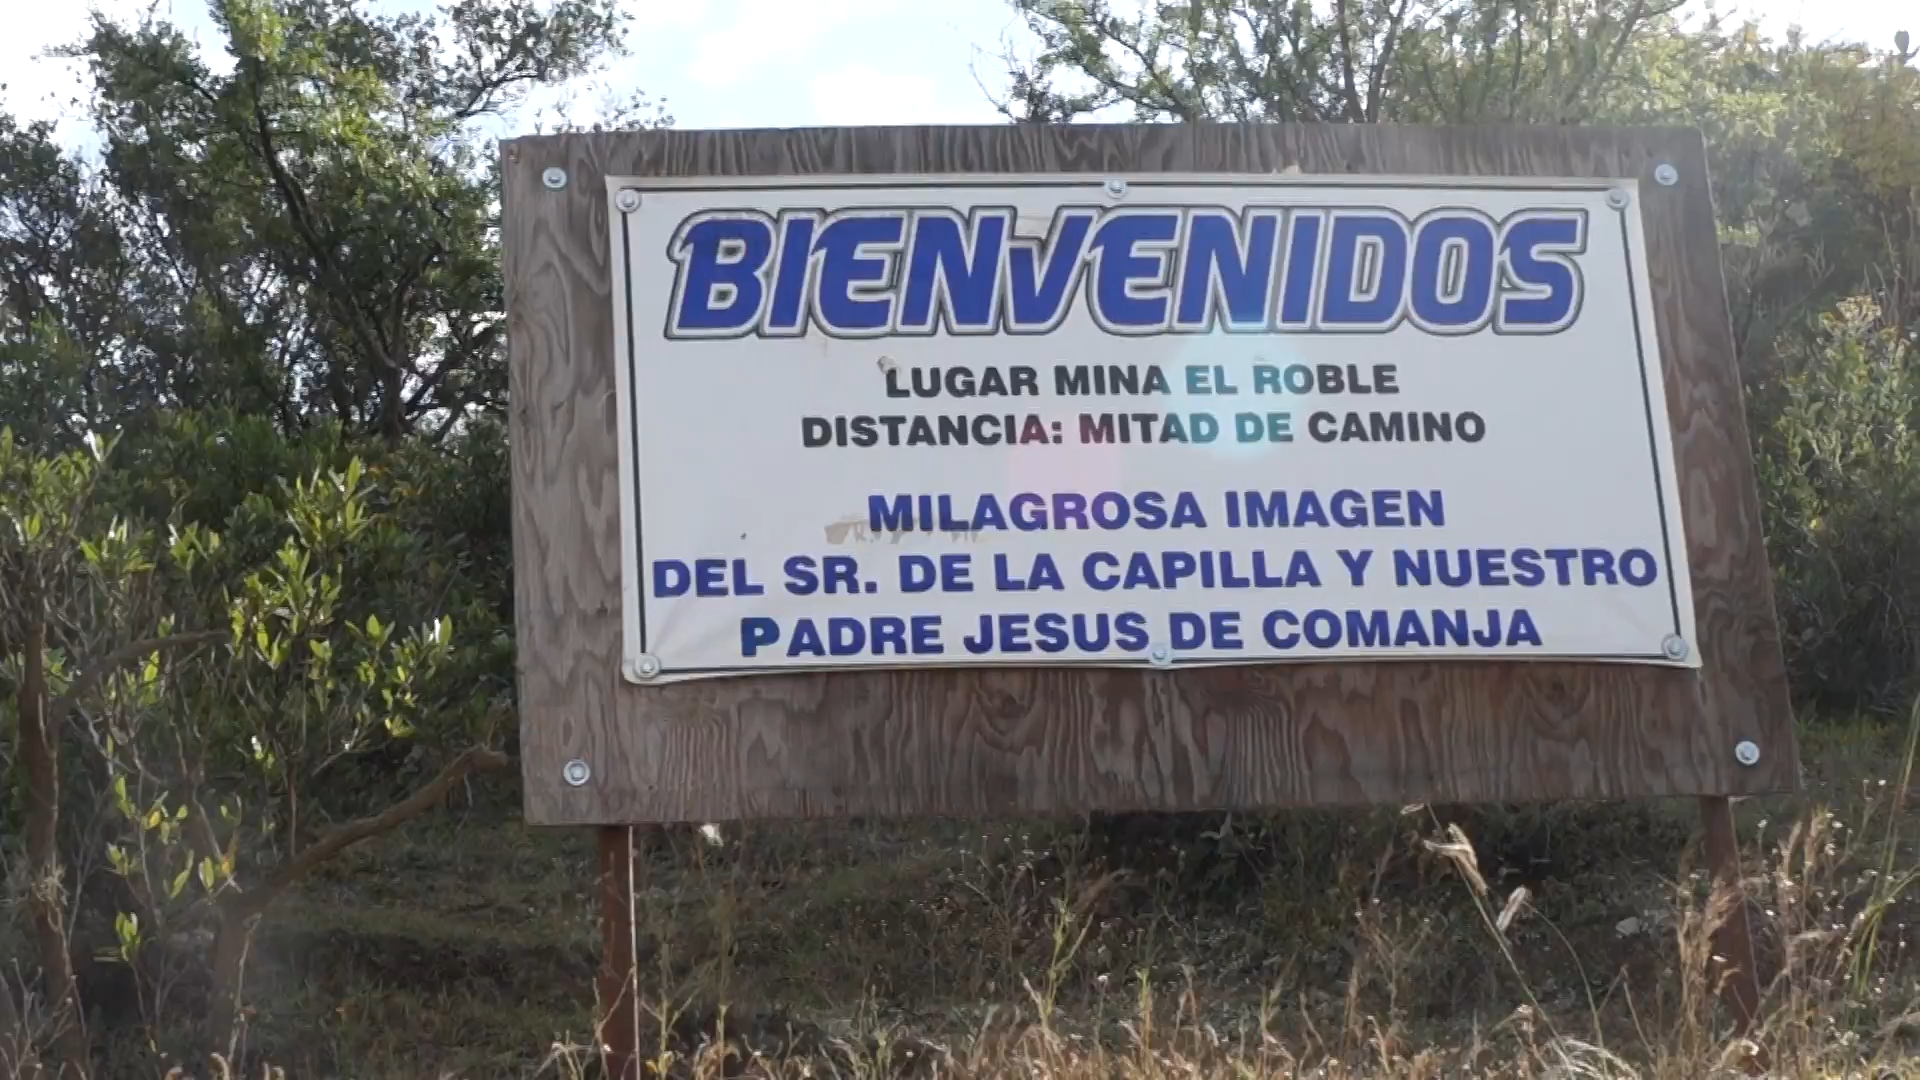 BIENVENIDOS
LUGAR MINA EL ROBLE
DISTANCIA: MITAD DE CAMINO
MILAGROSA IMAGEN
DEL SR. DE LA CAPILLA Y NUESTRO
PADRE JESUS DE COMANJA